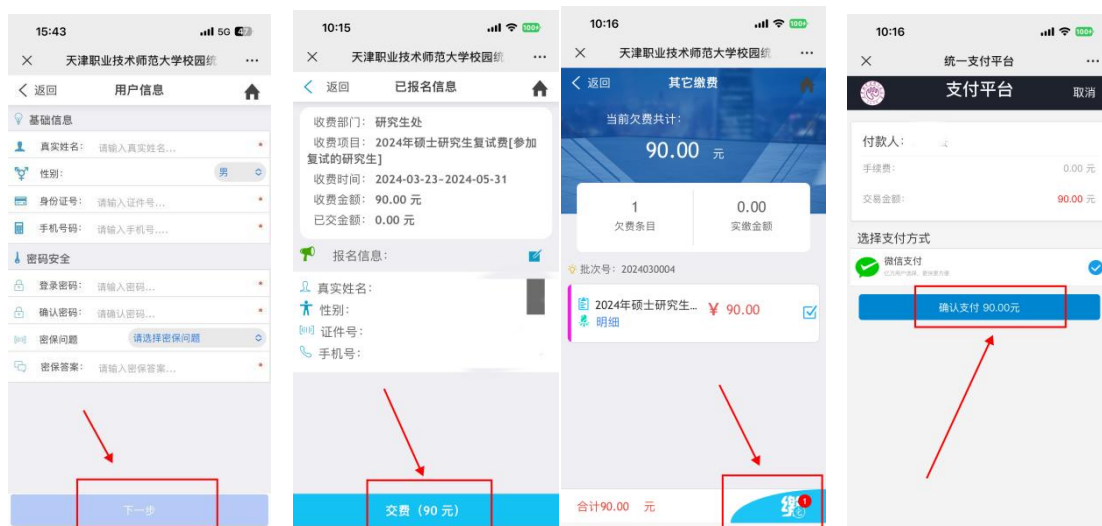 15:43
5G
47
天津职业技术师范大学校园统
返回
用户信息
基础信息
真实姓名:
请输入真实姓名...
*
性别:
男
身份证号:
请输入证件号....
*
手机号码:
请输入手机号....
*
密码安全
登录密码:
请输入密码...
*
确认密码:
请确认密码...
*
密保问题
请选择密保问题
密保答案:
请输入密保答案...
*
下一步
10:15
100
天津职业技术师范大学校园统
返回
已报名信息
收费部门: 研究生处
收费项目: 2024年硕士研究生复试费[参加
复试的研究生]
收费时间: 2024-03-23-2024-05-31
收费金额: 90.00 元
已交金额: 0.00 元
报名信息:
真实姓名:
性别:
证件号:
手机号:
交费 (90 元)
10:16
100
天津职业技术师范大学校园统
返回
其它缴费
当前欠费共计:
90.00 元
1
欠费条目
0.00
实缴金额
批次号: 2024030004
2024年硕士研究生...
¥ 90.00
明细
合计90.00 元
缴
1
10:16
100
统一支付平台
支付平台
取消
付款人:
手续费:
0.00 元
交易金额:
90.00 元
选择支付方式
微信支付
确认支付 90.00元